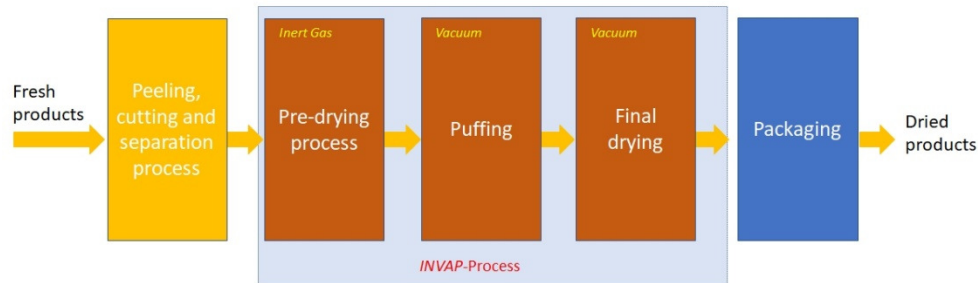 Fresh
products
Peeling,
cutting and
separation
process
Inert Gas
Pre-drying
process
Vacuum
Puffing
Vacuum
Final
drying
Packaging
Dried
products
INVAP-Process